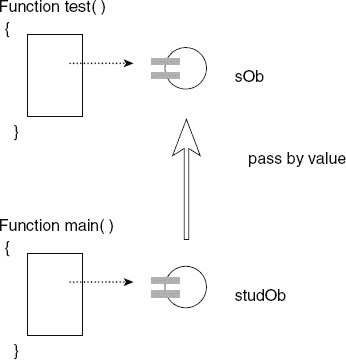 Function test( )
{
sOb
}
pass by value
Function main( )
{
studOb
}